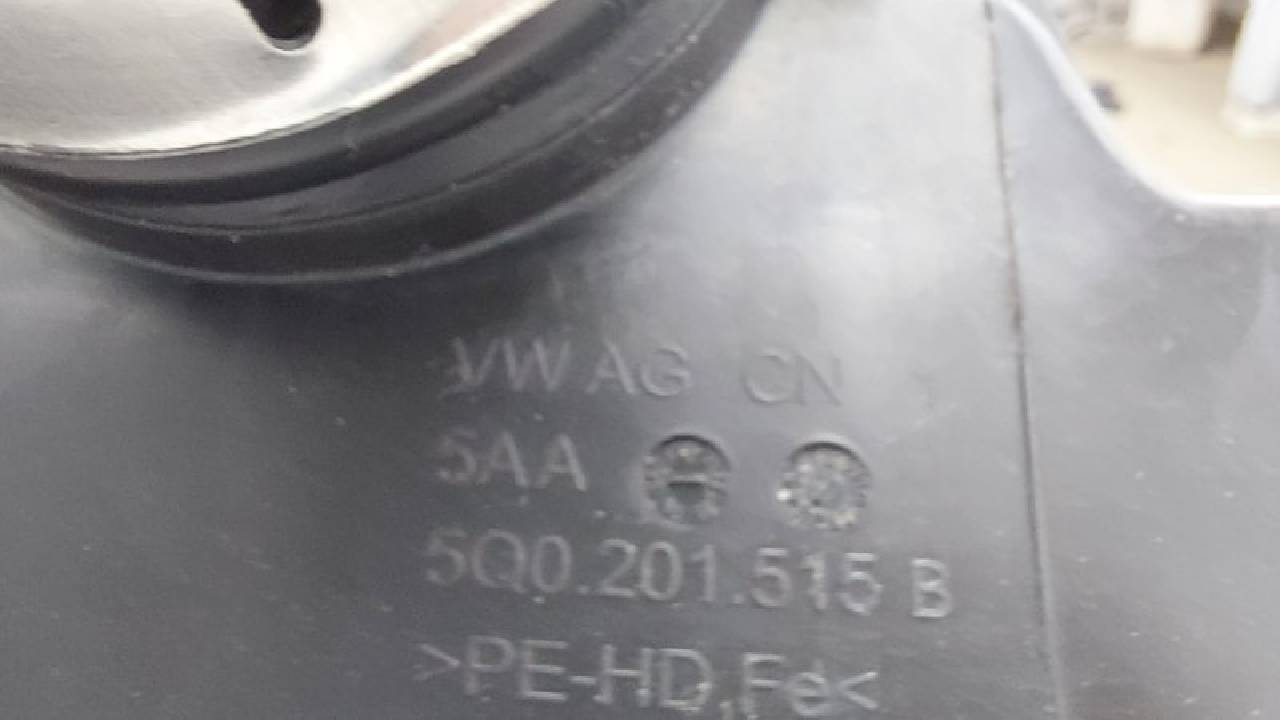 VW AG CN
5AA
5Q0.201.515 B
>PE-HD,Fe<